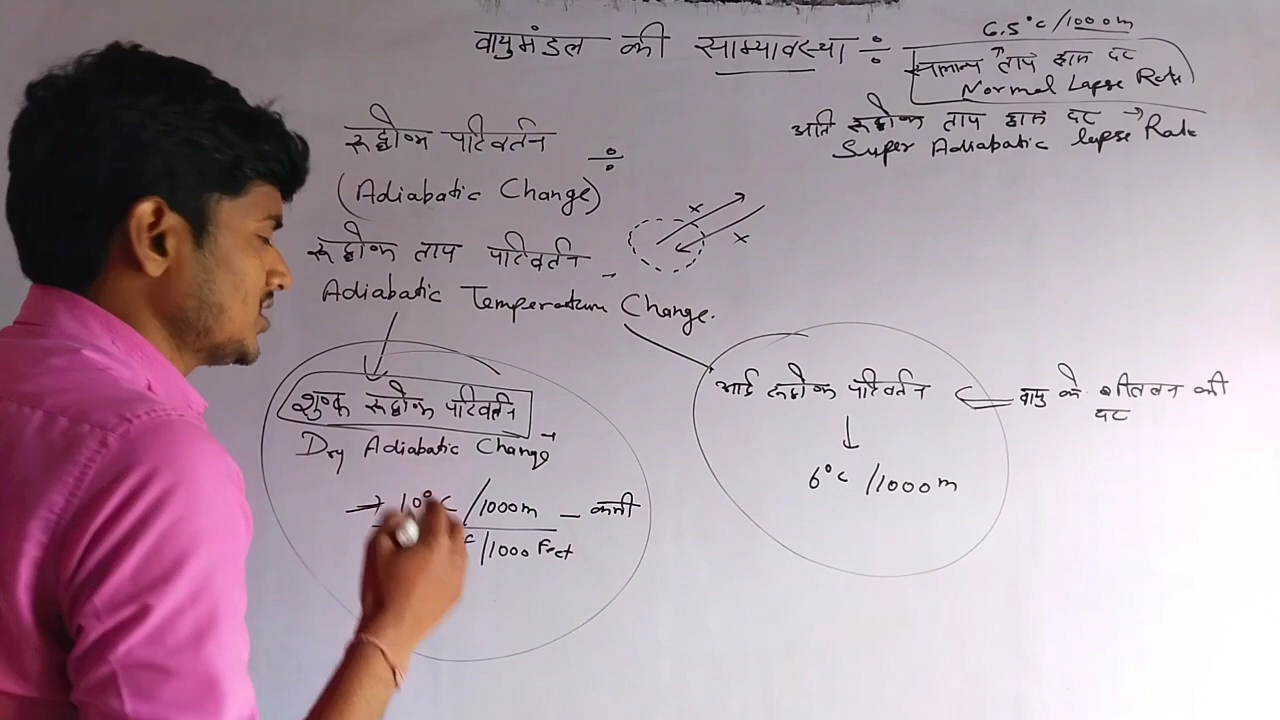 वायुमंडल की साम्यावस्था ÷
6.5°c /1000m
सामान्य ताप ह्रास दर
Normal Lapse Rate
अति रूद्धोष्म ताप ह्रास दर →
Super Adiabatic lapse Rate
रूद्धोष्म परिवर्तन ÷
(Adiabatic Change)
x
x
रूद्धोष्म ताप परिवर्तन -
Adiabatic Temperature Change.
शुष्क रूद्धोष्म परिवर्तन
Dry Adiabatic Change →
→ 10°C /1000m – कमी
c /1000 Feet
आर्द्र रूद्धोष्म परिवर्तन
6°c /1000m
वायु के शीतलन की
दर